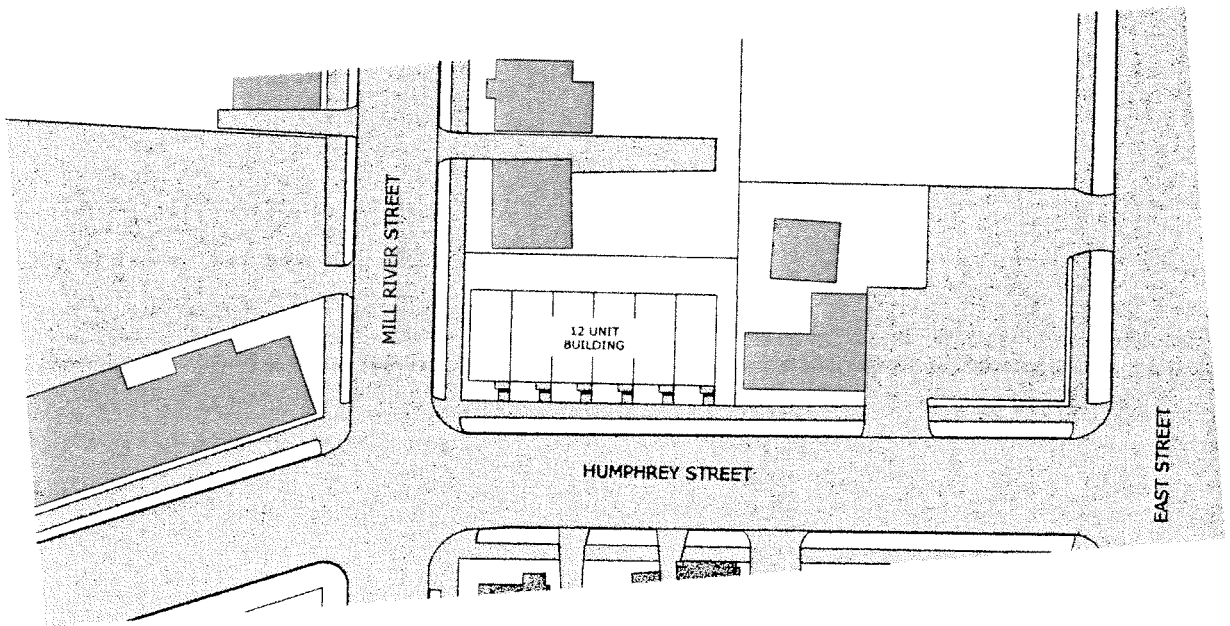 MILL RIVER STREET
12 UNIT
BUILDING
HUMPHREY STREET
EAST STREET